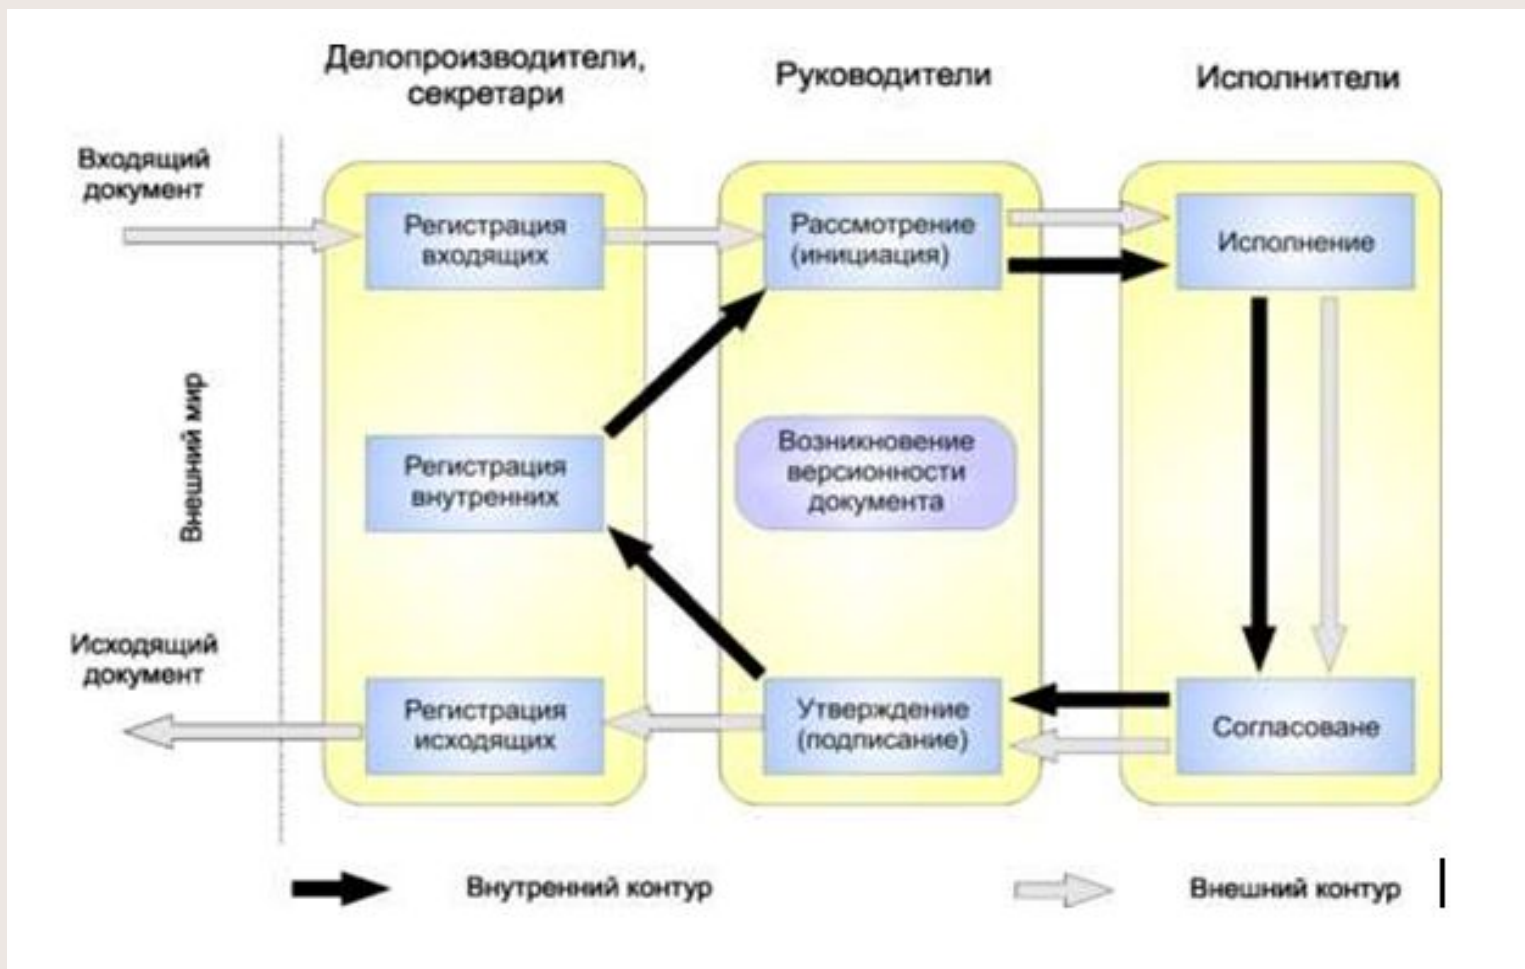 Делопроизводители,
секретари
Руководители
Исполнители
Входящий
документ
Регистрация
входящих
Рассмотрение
(инициация)
Исполнение
Внешний мир
Регистрация
внутренних
Возникновение
версионности
документа
Исходящий
документ
Регистрация
исходящих
Утверждение
(подписание)
Согласоване
Внутренний контур
Внешний контур